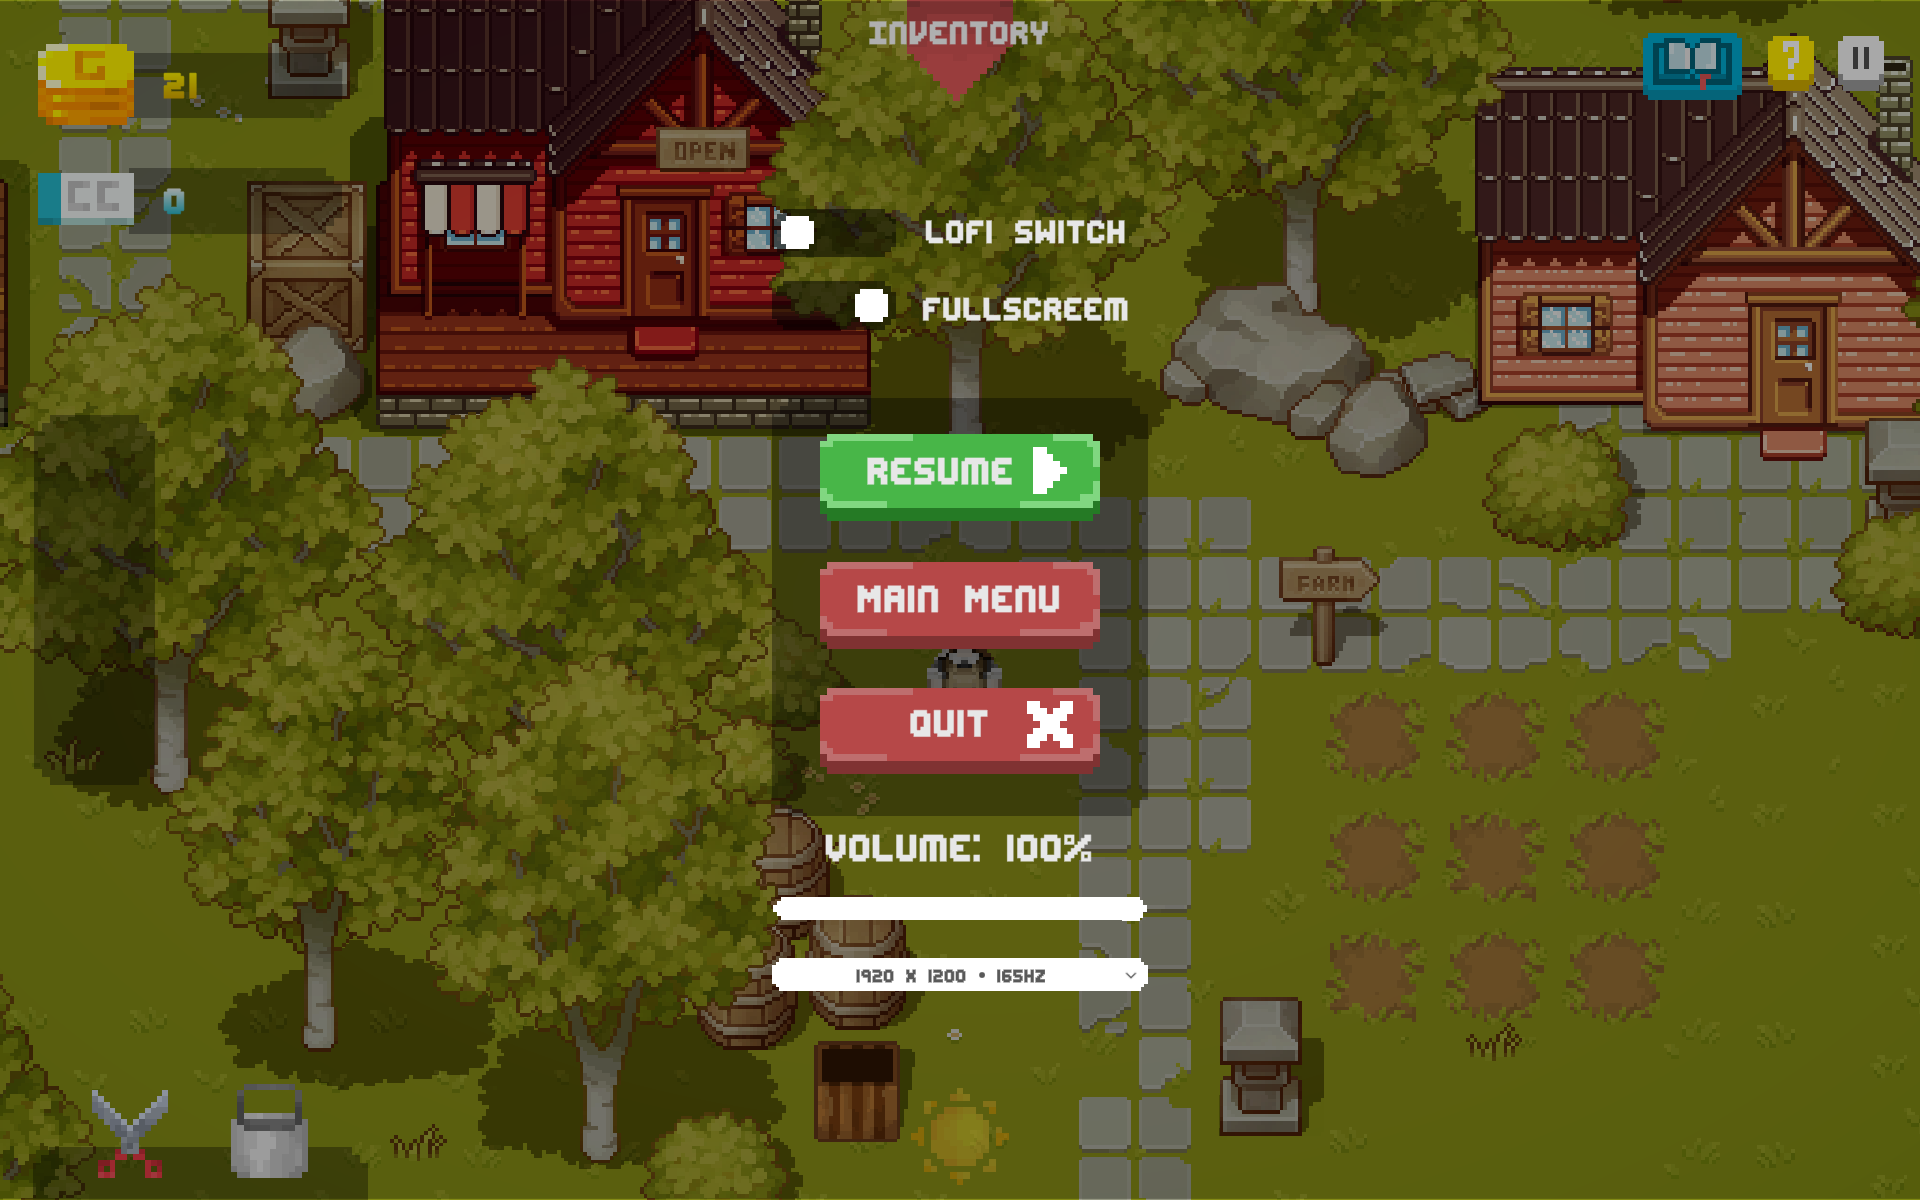 INVENTORY
G
21
?
OPEN
CC
0
LOFI SWITCH
FULLSCREEM
RESUME
FARM
MAIN MENU
QUIT
VOLUME: 100%
1920 X 1200 • 165HZ